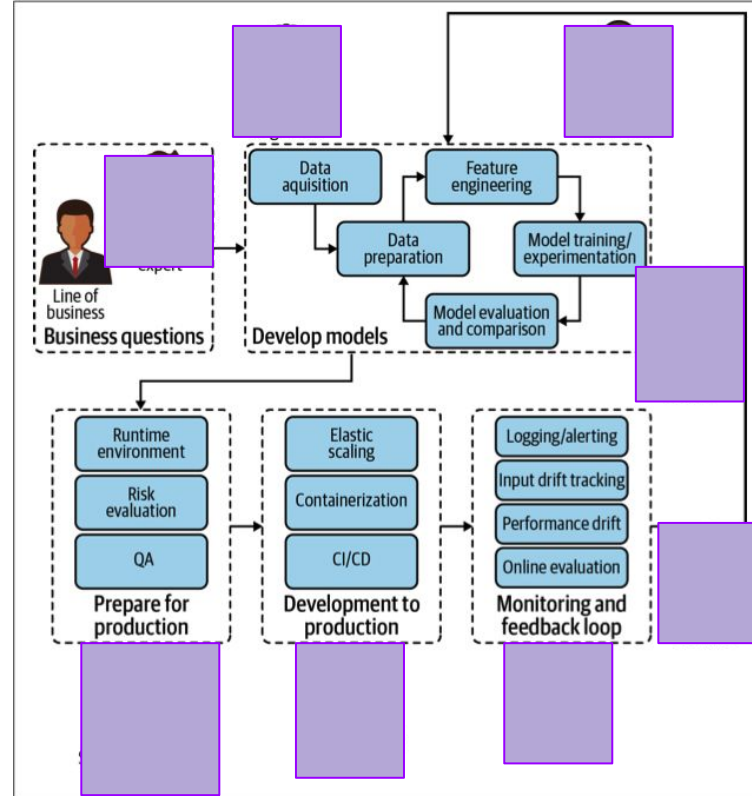 Data
aquisition
Feature
engineering
Data
preparation
Model training/
experimentation
Model evaluation
and comparison
expert
Line of
business
Business questions
Develop models
Runtime
environment
Risk
evaluation
QA
Prepare for
production
Elastic
scaling
Containerization
CI/CD
Development to
production
Logging/alerting
Input drift tracking
Performance drift
Online evaluation
Monitoring and
feedback loop